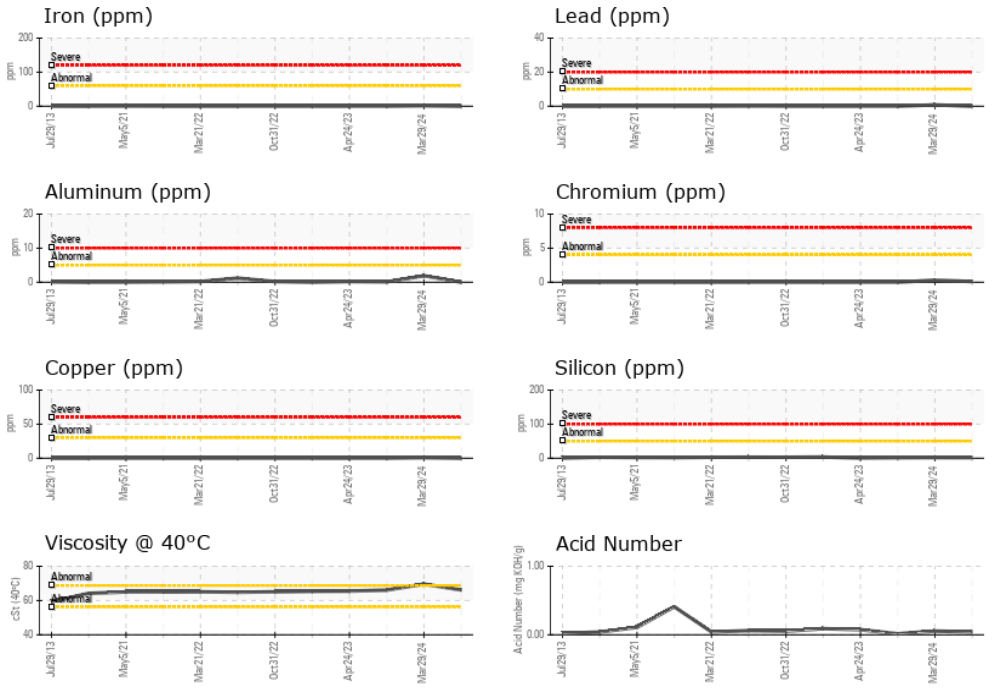 Iron (ppm)
200
100
0
ppm
Severe
Abnormal
Jul29/13
May5/21
Mar21/22
Oct31/22
Apr24/23
Mar29/24
Lead (ppm)
40
20
0
ppm
Severe
Abnormal
Jul29/13
May5/21
Mar21/22
Oct31/22
Apr24/23
Mar29/24
Aluminum (ppm)
20
10
0
ppm
Severe
Abnormal
Jul29/13
May5/21
Mar21/22
Oct31/22
Apr24/23
Mar29/24
Chromium (ppm)
10
5
0
ppm
Severe
Abnormal
Jul29/13
May5/21
Mar21/22
Oct31/22
Apr24/23
Mar29/24
Copper (ppm)
100
50
0
ppm
Severe
Abnormal
Jul29/13
May5/21
Mar21/22
Oct31/22
Apr24/23
Mar29/24
Silicon (ppm)
200
100
0
ppm
Severe
Abnormal
Jul29/13
May5/21
Mar21/22
Oct31/22
Apr24/23
Mar29/24
Viscosity @ 40°C
80
60
40
cSt (40°C)
Abnormal
Abnormal
Jul29/13
May5/21
Mar21/22
Oct31/22
Apr24/23
Mar29/24
Acid Number
1.00
0.00
Acid Number (mg KOH/g)
Jul29/13
May5/21
Mar21/22
Oct31/22
Apr24/23
Mar29/24